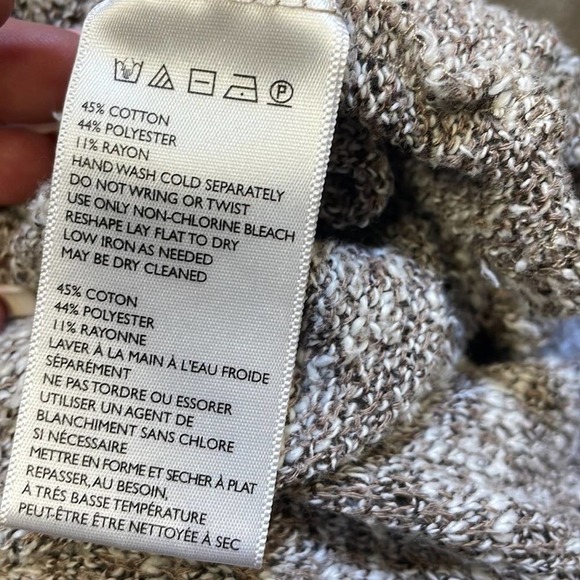 P
45% COTTON
44% POLYESTER
11% RAYON
HAND WASH COLD SEPARATELY
DO NOT WRING OR TWIST
USE ONLY NON-CHLORINE BLEACH
RESHAPE LAY FLAT TO DRY
LOW IRON AS NEEDED
MAY BE DRY CLEANED
45% COTON
44% POLYESTER
11% RAYONNE
LAVER À LA MAIN À L'EAU FROIDE
SÉPARÉMENT
NE PAS TORDRE OU ESSORER
UTILISER UN AGENT DE
BLANCHIMENT SANS CHLORE
SI NÉCESSAIRE
METTRE EN FORME ET SECHER À PLAT
REPASSER, AU BESOIN,
À TRÉS BASSE TEMPÉRATURE
PEUT-ÊTRE ÊTRE NETTOYÉE À SEC